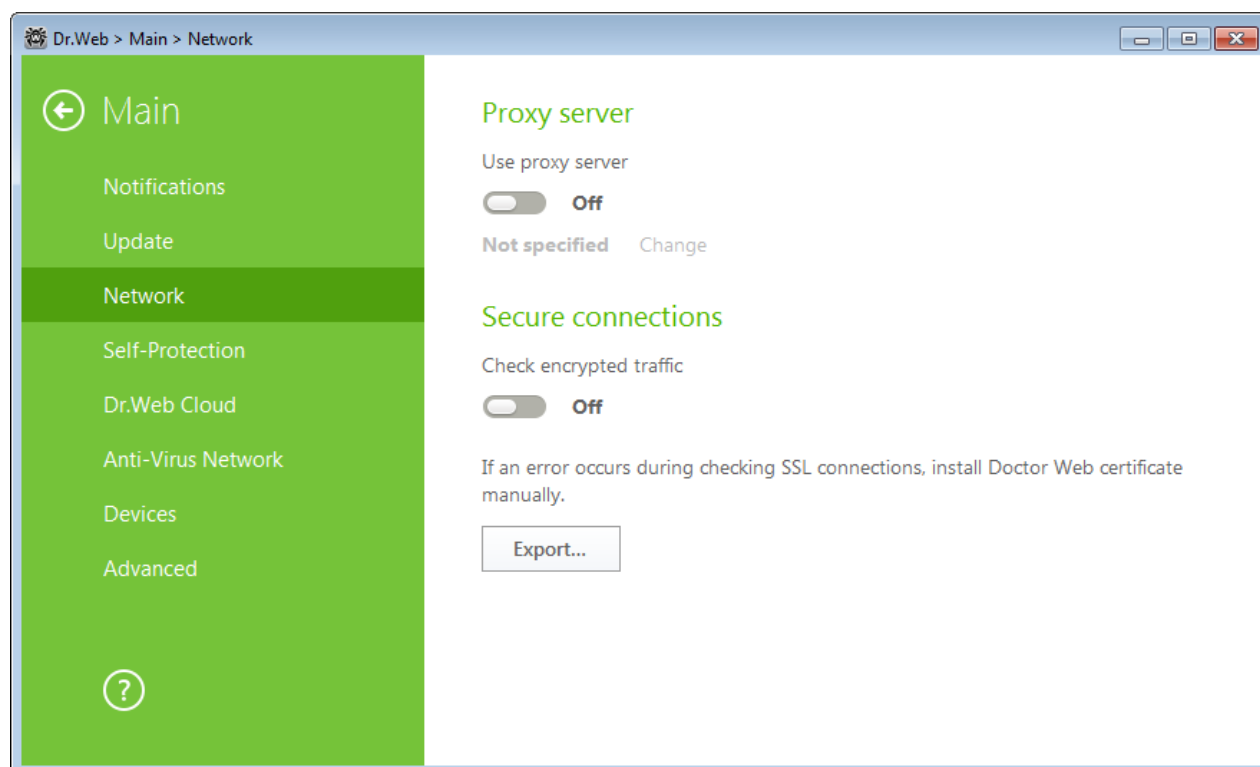 Dr.Web > Main > Network
Main
Notifications
Update
Network
Self-Protection
Dr.Web Cloud
Anti-Virus Network
Devices
Advanced
?
Proxy server
Use proxy server
Off
Not specified Change
Secure connections
Check encrypted traffic
Off
If an error occurs during checking SSL connections, install Doctor Web certificate
manually.
Export...